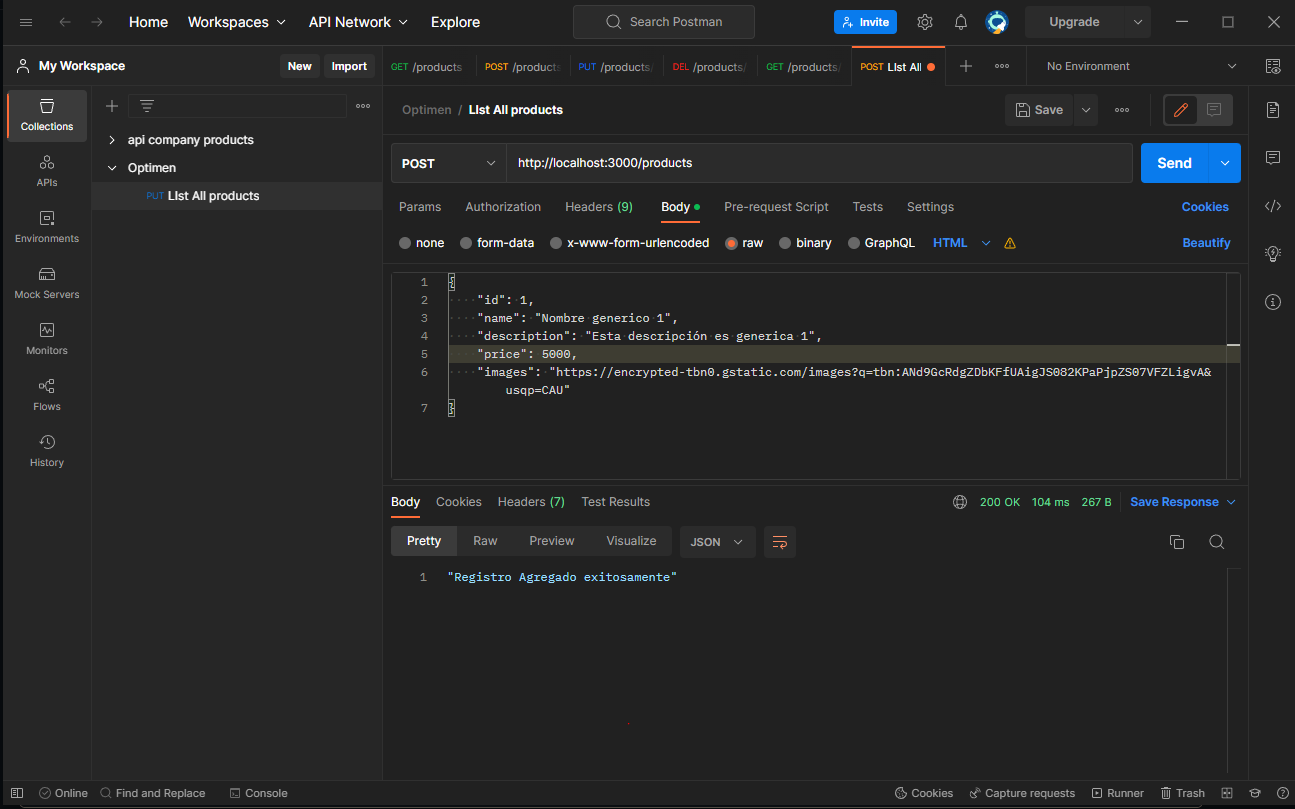 Home Workspaces API Network Explore Search Postman Invite Upgrade
My Workspace New Import GET /products POST /products PUT /products/ DEL /products/ GET /products/ POST LIst All No Environment
Collections
APIs
Environments
Mock Servers
Monitors
Flows
History
api company products
Optimen
PUT LIst All products
Optimen / LIst All products Save
POST http://localhost:3000/products Send
Params Authorization Headers (9) Body Pre-request Script Tests Settings Cookies
none form-data x-www-form-urlencoded raw binary GraphQL HTML Beautify
1 {
2 "id": 1,
3 "name": "Nombre generico 1",
4 "description": "Esta descripción es generica 1",
5 "price": 5000,
6 "images": "https://encrypted-tbn0.gstatic.com/images?q=tbn:ANd9GcRdgZDbKFfUAigJS082KPaPjpZS07VFZLigvA&
usqp=CAU"
7 }
Body Cookies Headers (7) Test Results 200 OK 104 ms 267 B Save Response
Pretty Raw Preview Visualize JSON
1 "Registro Agregado exitosamente"
Online Find and Replace Console Cookies Capture requests Runner Trash